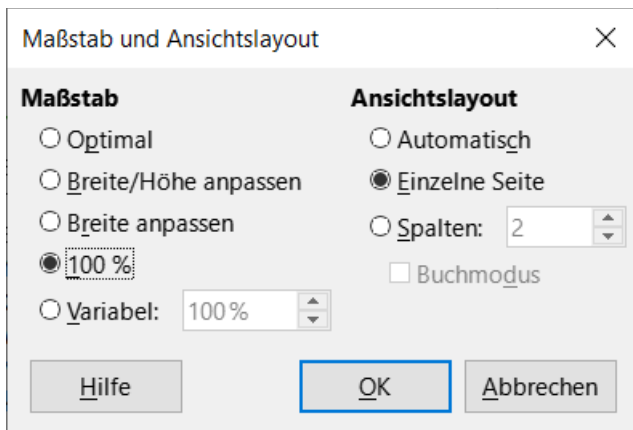 Maßstab und Ansichtslayout
Maßstab
Optimal
Breite/Höhe anpassen
Breite anpassen
100 %
Variabel: 100%
Ansichtslayout
Automatisch
Einzelne Seite
Spalten: 2
Buchmodus
Hilfe
OK
Abbrechen